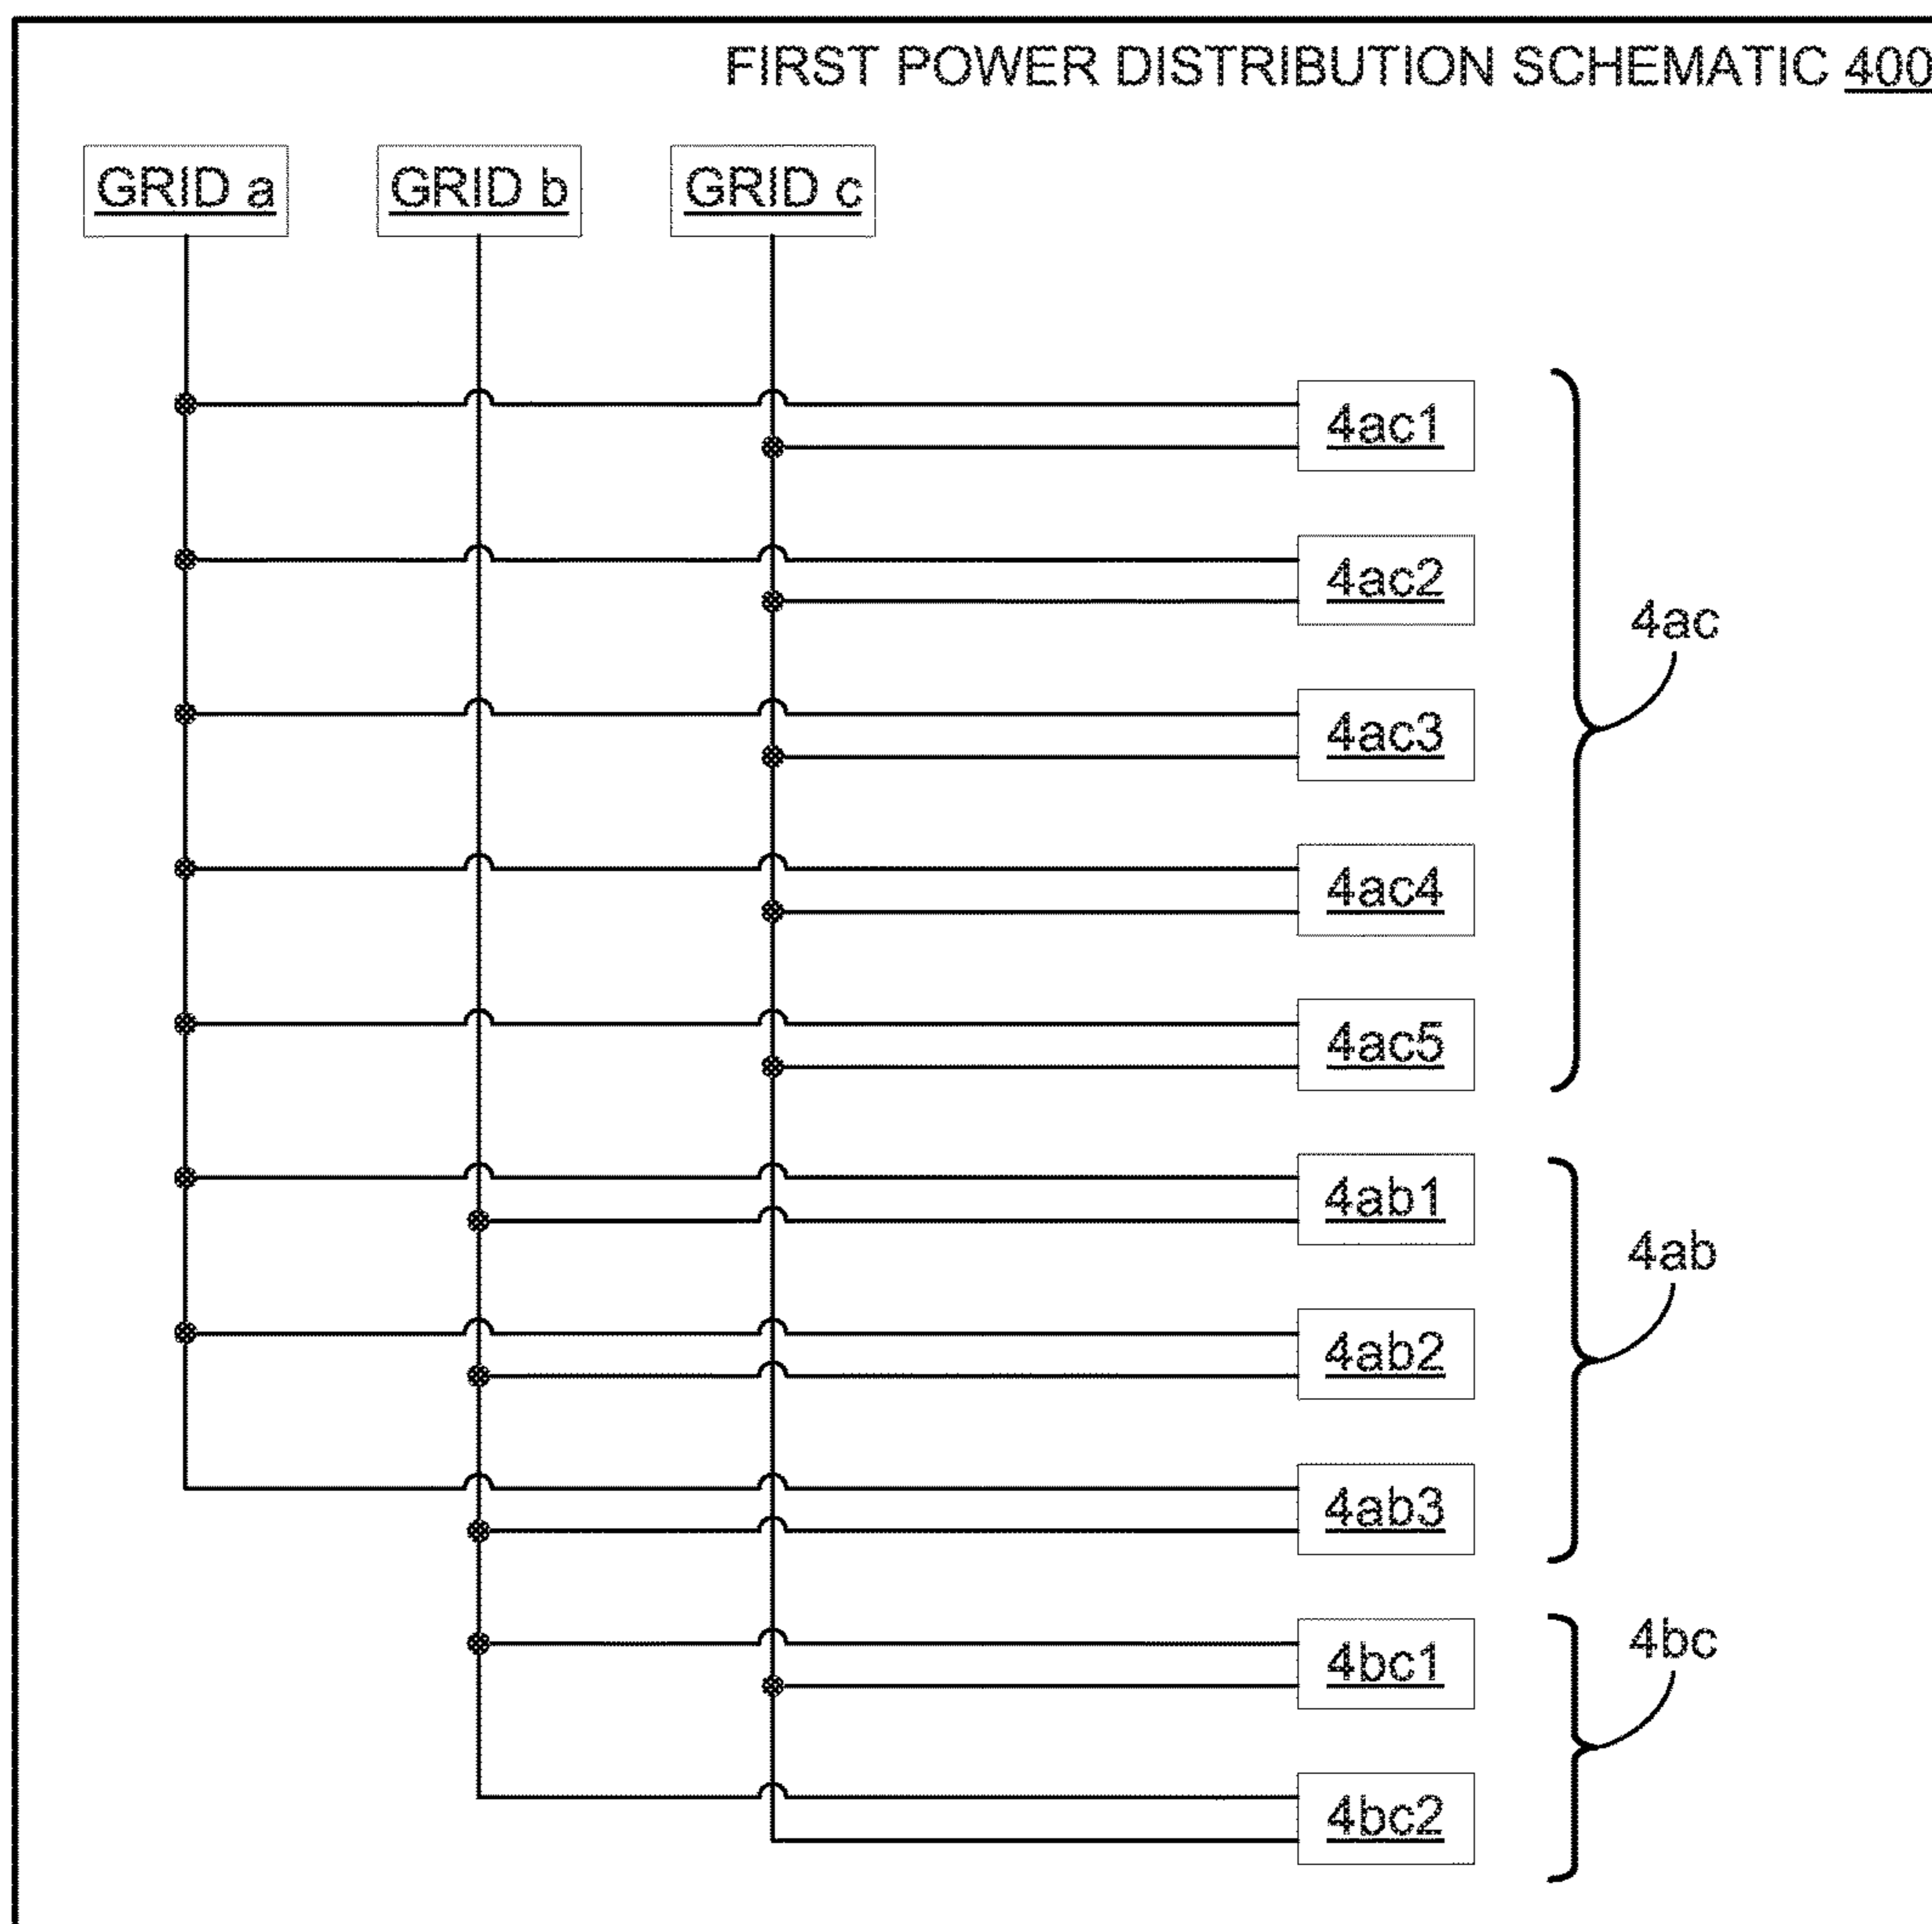 FIRST POWER DISTRIBUTION SCHEMATIC 400
GRID a GRID b GRID c
4ac1
4ac2
4ac
4ac3
4ac4
4ac5
4ab1
4ab
4ab2
4ab3
4bc
4bc1
4bc2